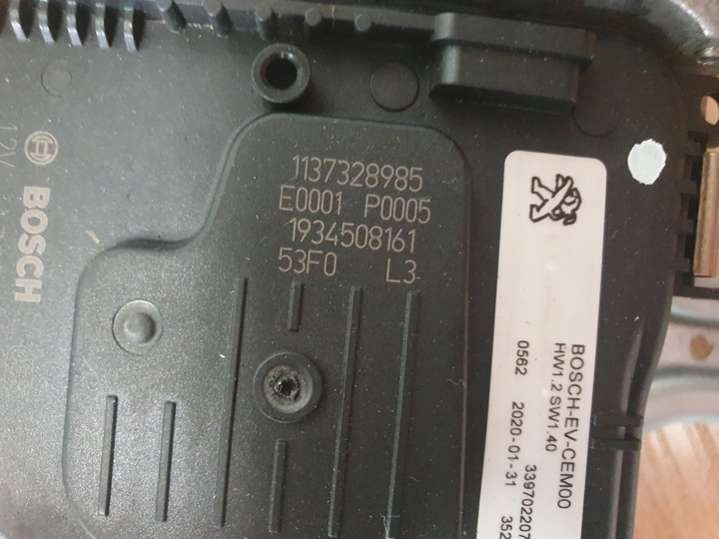 1137328985
E0001 P0005
1934508161
53F0 L3
12V
BOSCH
BOSCH-EV-CEM00
HW1.2 SW1.40
339702207
0562 2020-01-31 352